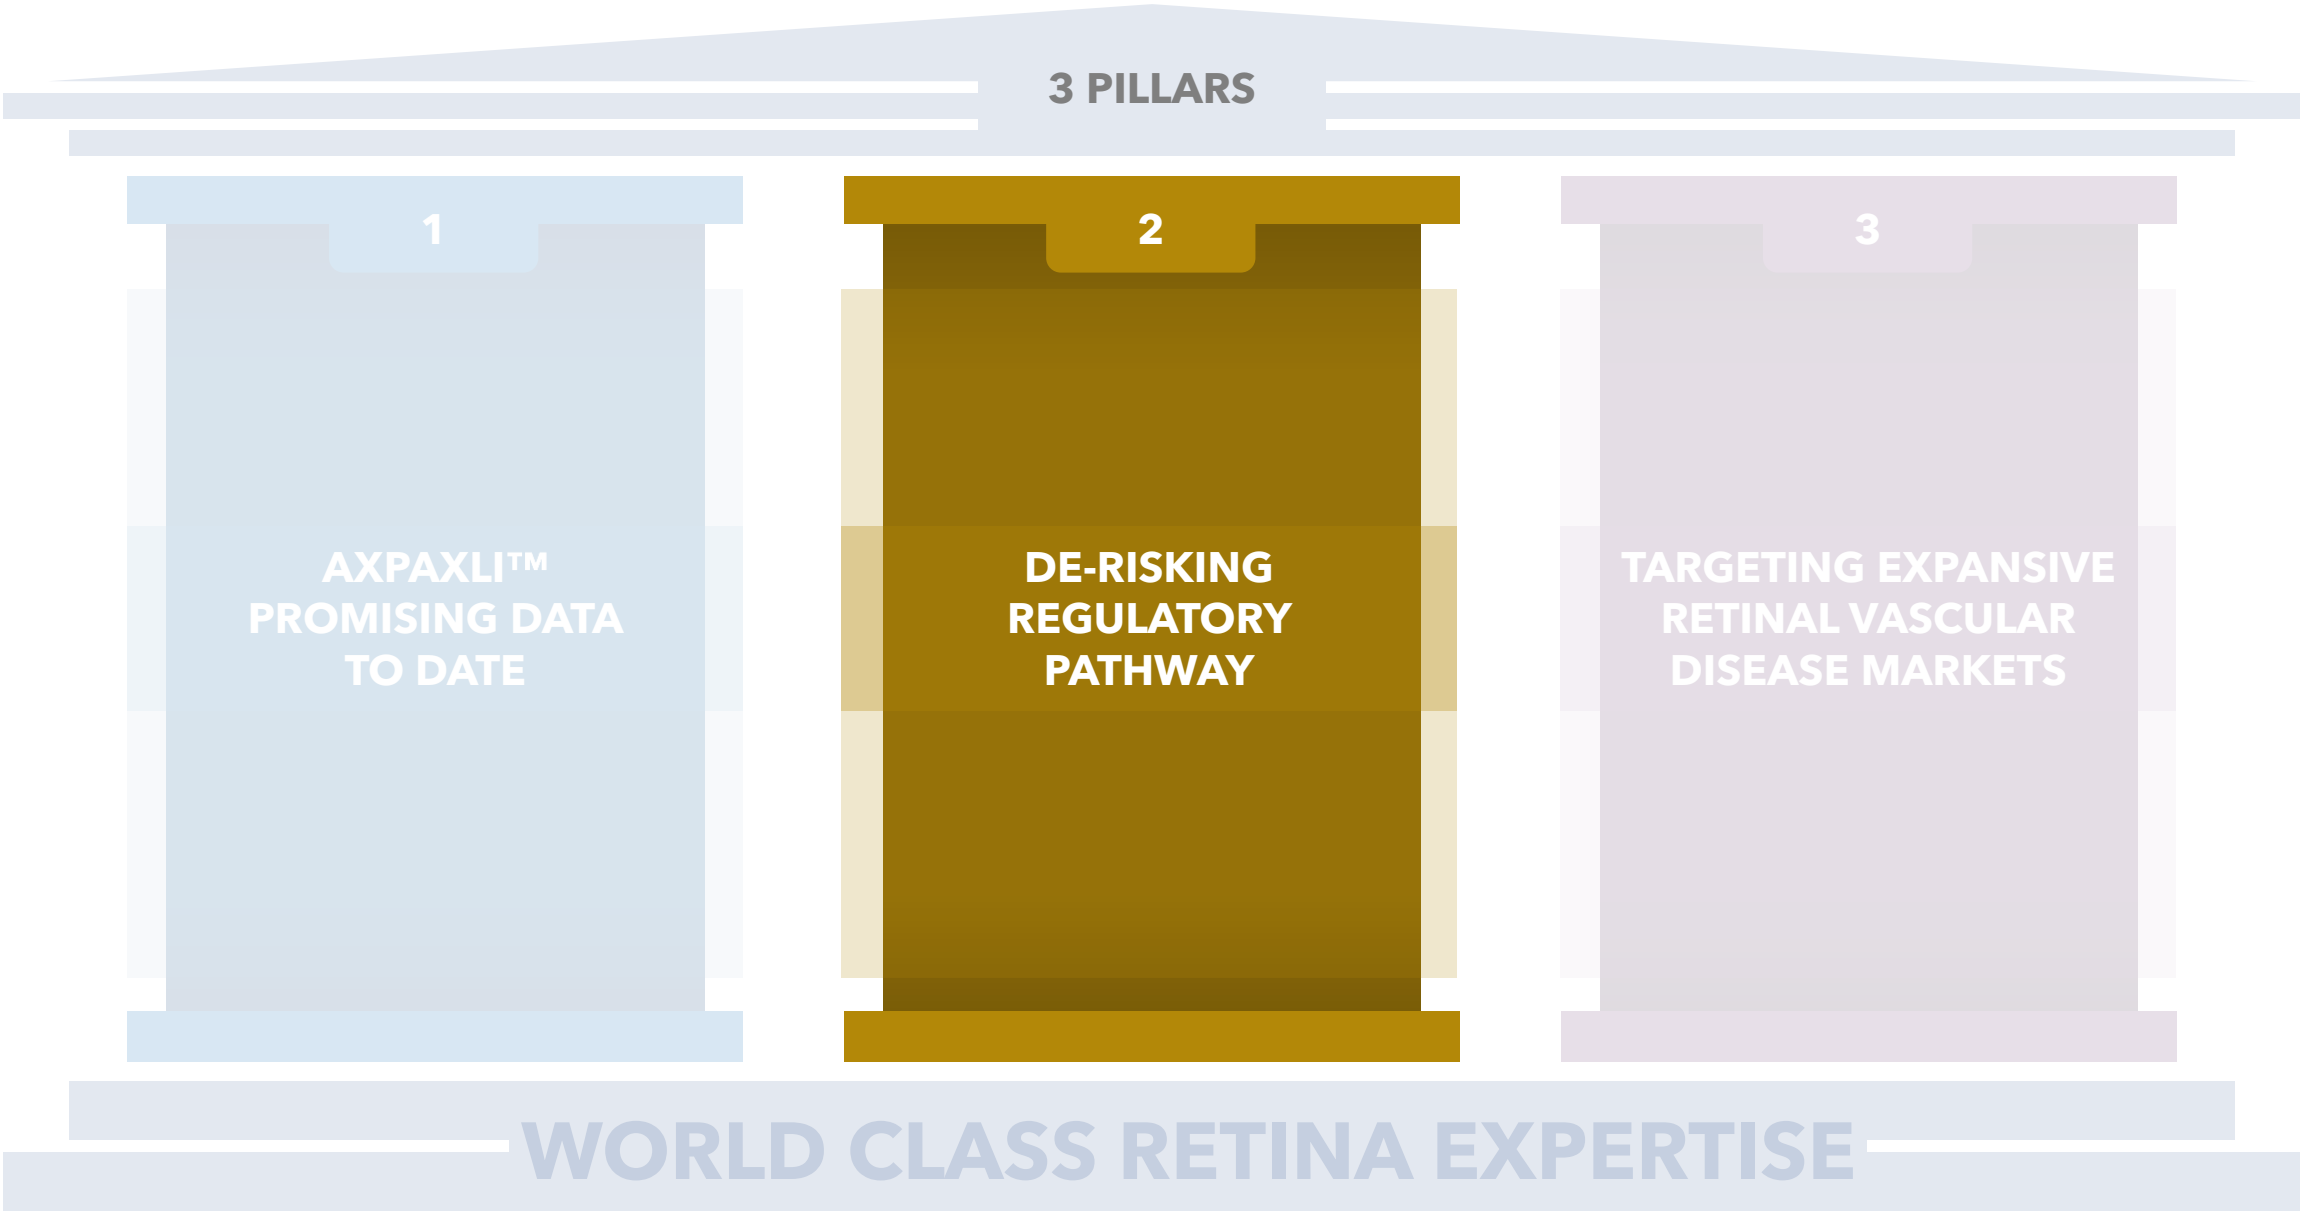 3 PILLARS
1
AXPAXLI™
PROMISING DATA
TO DATE
2
DE-RISKING
REGULATORY
PATHWAY
3
TARGETING EXPANSIVE
RETINAL VASCULAR
DISEASE MARKETS
WORLD CLASS RETINA EXPERTISE